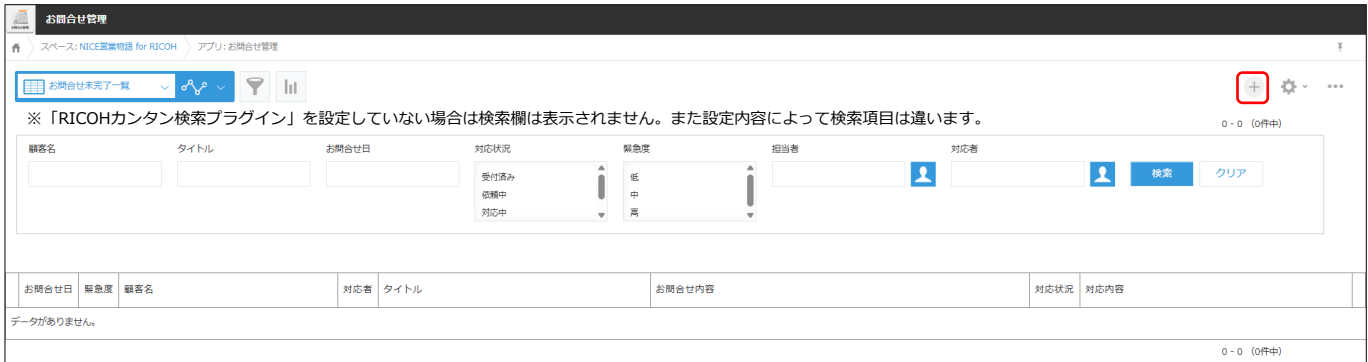 お問合せ管理
スペース: NICE営業物語 for RICOH アプリ: お問合せ管理
お問合せ未完了一覧
※「RICOHカンタン検索プラグイン」を設定していない場合は検索欄は表示されません。また設定内容によって検索項目は違います。
0 - 0 (0件中)
顧客名 タイトル お問合せ日 対応状況 緊急度 担当者 対応者
受付済み 低 検索 クリア
依頼中 中
対応中 高
お問合せ日 緊急度 顧客名 対応者 タイトル お問合せ内容 対応状況 対応内容
データがありません。
0 - 0 (0件中)